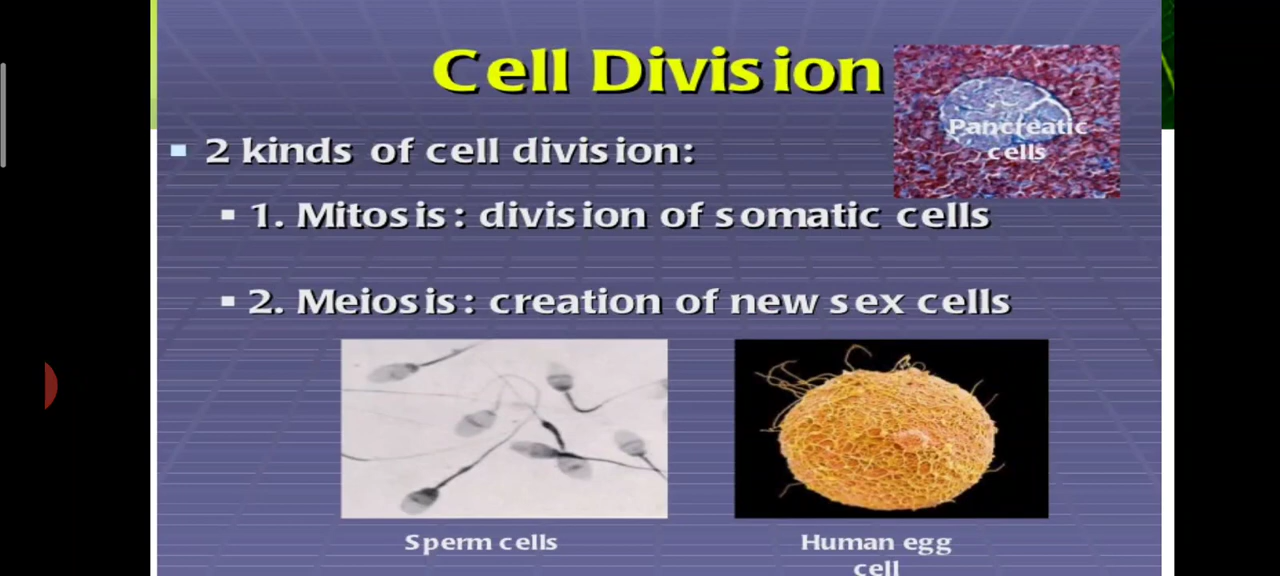 Cell Division
Pancreatic
cells
2 kinds of cell division:
1. Mitosis: division of somatic cells
2. Meiosis: creation of new sex cells
Sperm cells
Human egg
cell